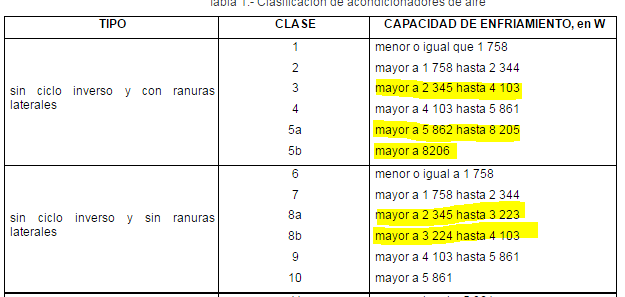 Tabla 1.- Clasificación de acondicionadores de aire
TIPO CLASE CAPACIDAD DE ENFRIAMIENTO, en W
sin ciclo inverso y con ranuras laterales
1 menor o igual que 1 758
2 mayor a 1 758 hasta 2 344
3 mayor a 2 345 hasta 4 103
4 mayor a 4 103 hasta 5 861
5a mayor a 5 862 hasta 8 205
5b mayor a 8206
sin ciclo inverso y sin ranuras laterales
6 menor o igual a 1 758
7 mayor a 1 758 hasta 2 344
8a mayor a 2 345 hasta 3 223
8b mayor a 3 224 hasta 4 103
9 mayor a 4 103 hasta 5 861
10 mayor a 5 861